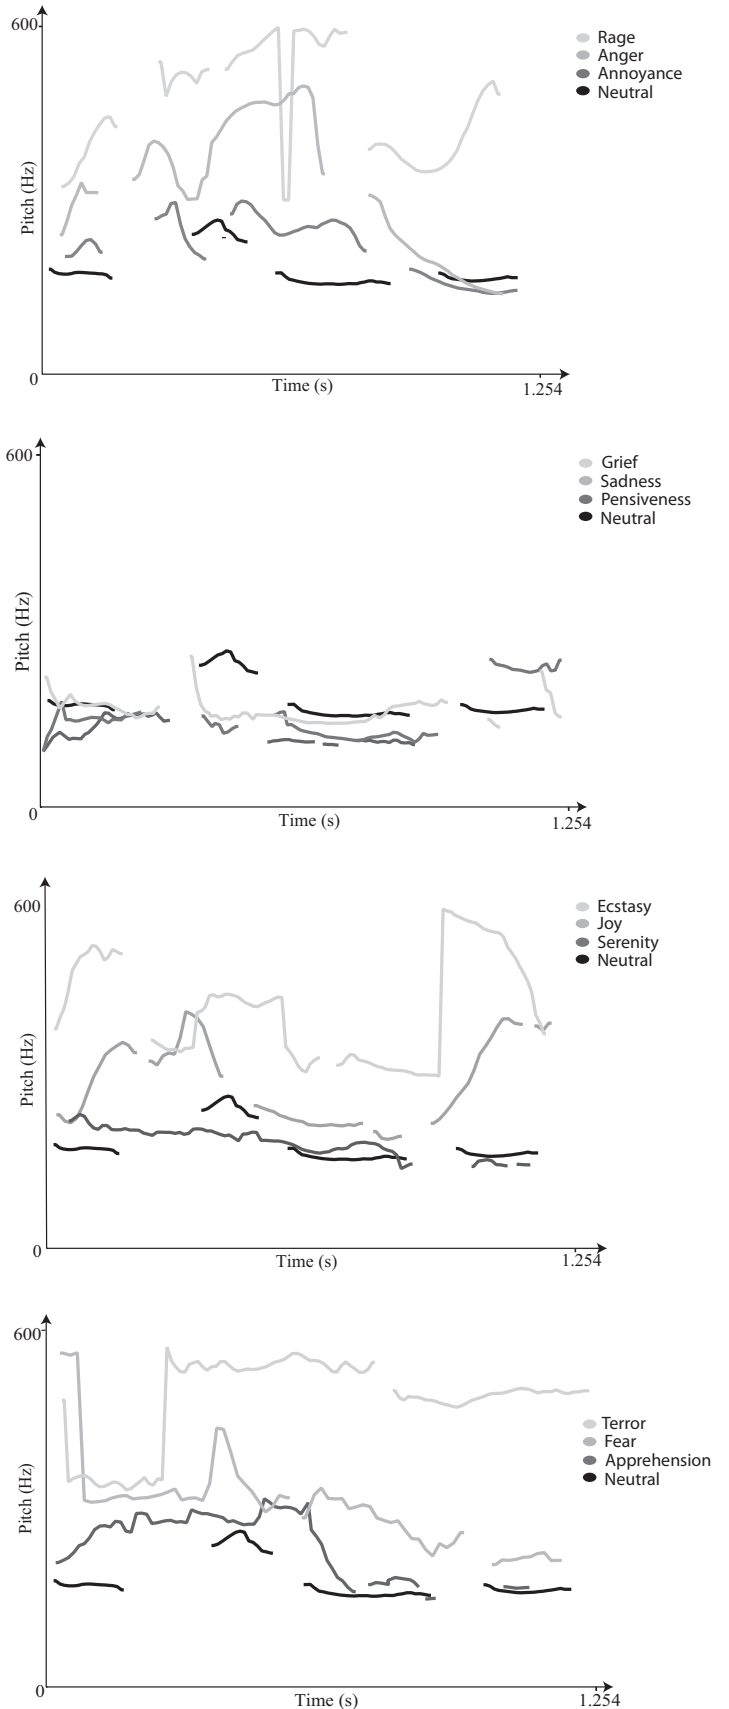 600
Rage
Anger
Annoyance
Neutral
Pitch (Hz)
0
Time (s)
1.254
600
Grief
Sadness
Pensiveness
Neutral
Pitch (Hz)
0
Time (s)
1.254
600
Ecstasy
Joy
Serenity
Neutral
Pitch (Hz)
0
Time (s)
1.254
600
Terror
Fear
Apprehension
Neutral
Pitch (Hz)
0
Time (s)
1.254